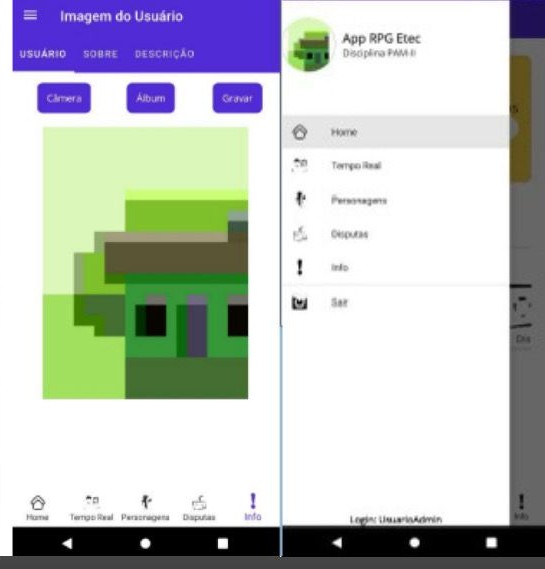 Imagem do Usuário
USUÁRIO SOBRE DESCRIÇÃO
Câmera Álbum Gravar
Home Tempo Real Personagens Disputas Info
App RPG Etec
Disciplina PAM-II
Home
Tempo Real
Personagens
Disputas
Info
Sair
Dis
Info
Login: UsuarioAdmin